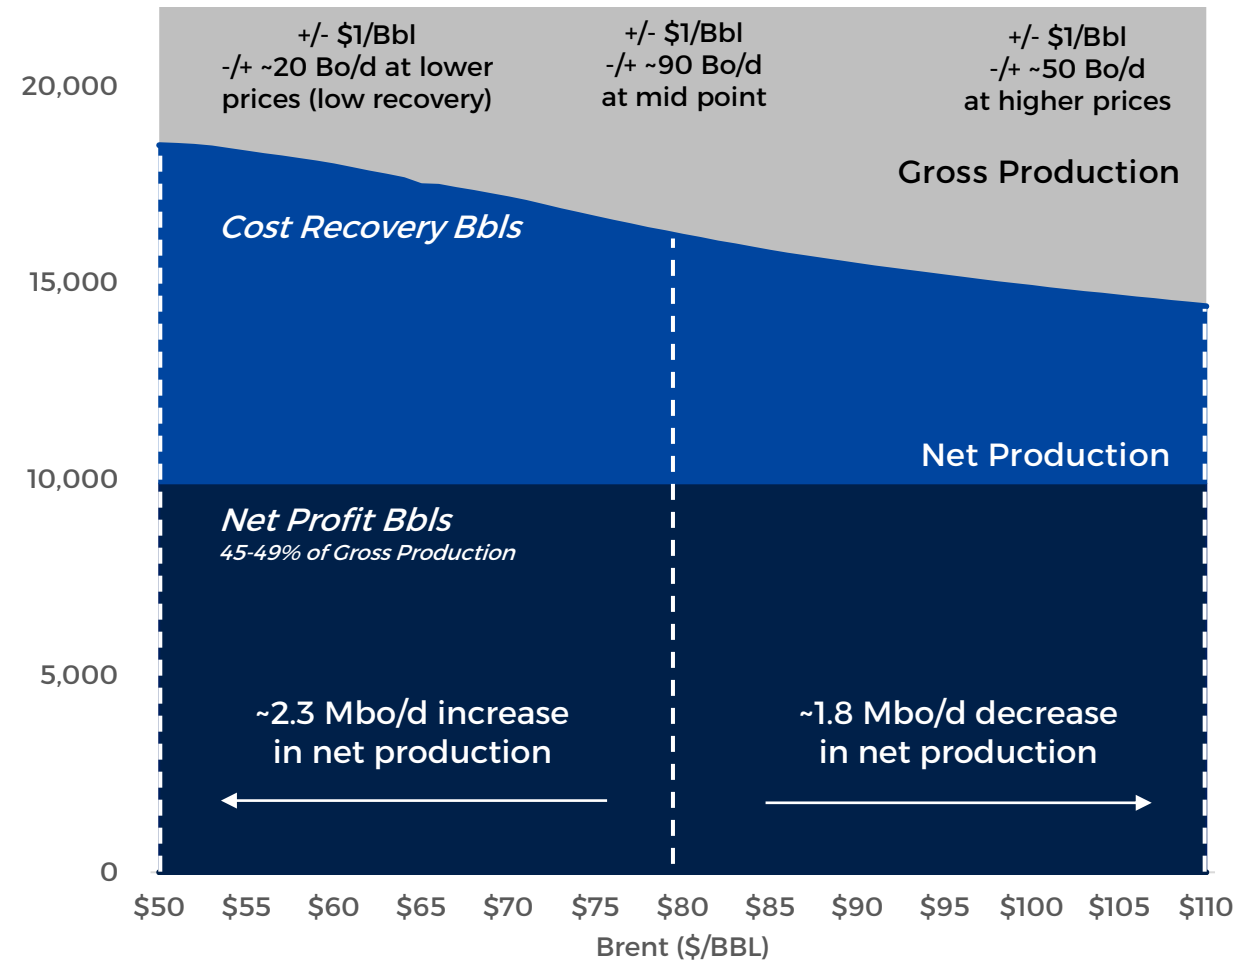 +/- $1/Bbl
-/+ ~20 Bo/d at lower
prices (low recovery)
+/- $1/Bbl
-/+ ~90 Bo/d
at mid point
+/- $1/Bbl
-/+ ~50 Bo/d
at higher prices
Gross Production
Cost Recovery Bbls
Net Production
Net Profit Bbls
45-49% of Gross Production
~2.3 Mbo/d increase
in net production
~1.8 Mbo/d decrease
in net production
20,000
15,000
10,000
5,000
0
$50 $55 $60 $65 $70 $75 $80 $85 $90 $95 $100 $105 $110
Brent ($/BBL)